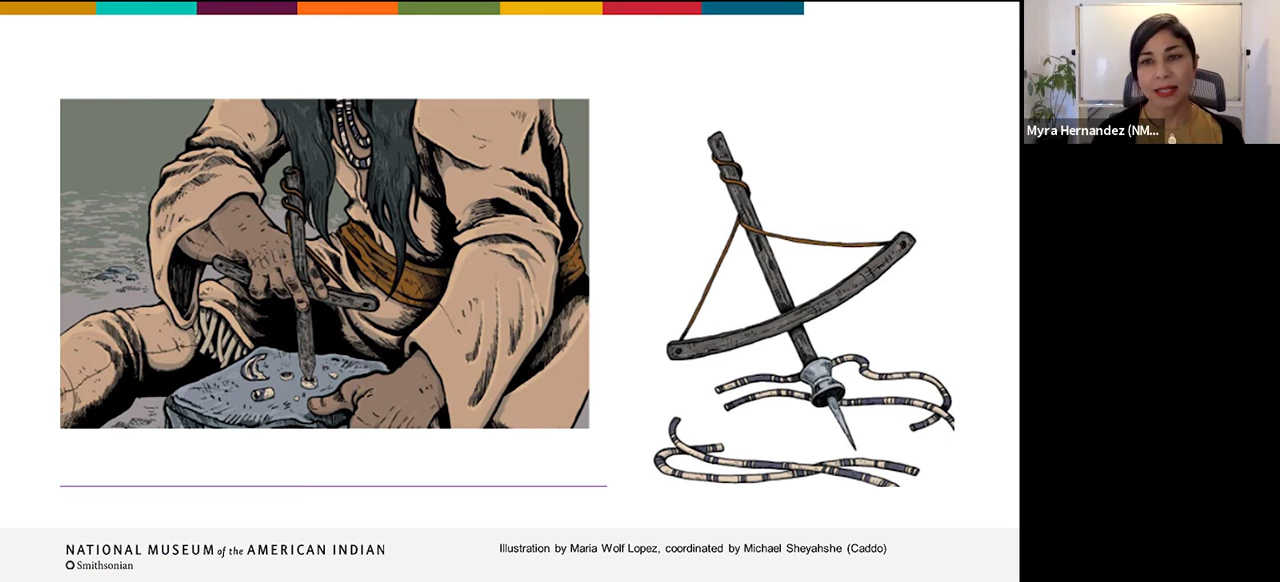 Myra Hernandez (NM...
NATIONAL MUSEUM of the AMERICAN INDIAN
Smithsonian
Illustration by Maria Wolf Lopez, coordinated by Michael Sheyahshe (Caddo)